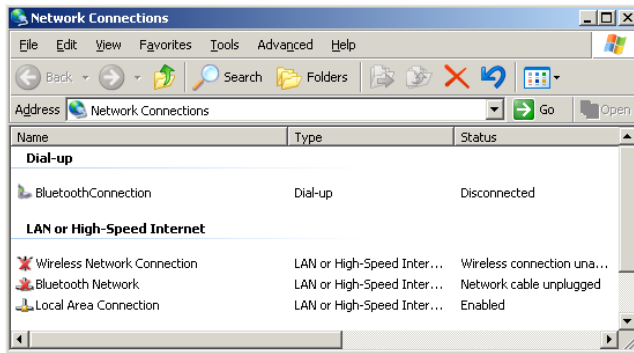 Network Connections
File Edit View Favorites Tools Advanced Help
Back Search Folders
Address Network Connections Go Open
Name Type Status
Dial-up
BluetoothConnection Dial-up Disconnected
LAN or High-Speed Internet
Wireless Network Connection LAN or High-Speed Inter... Wireless connection una...
Bluetooth Network LAN or High-Speed Inter... Network cable unplugged
Local Area Connection LAN or High-Speed Inter... Enabled